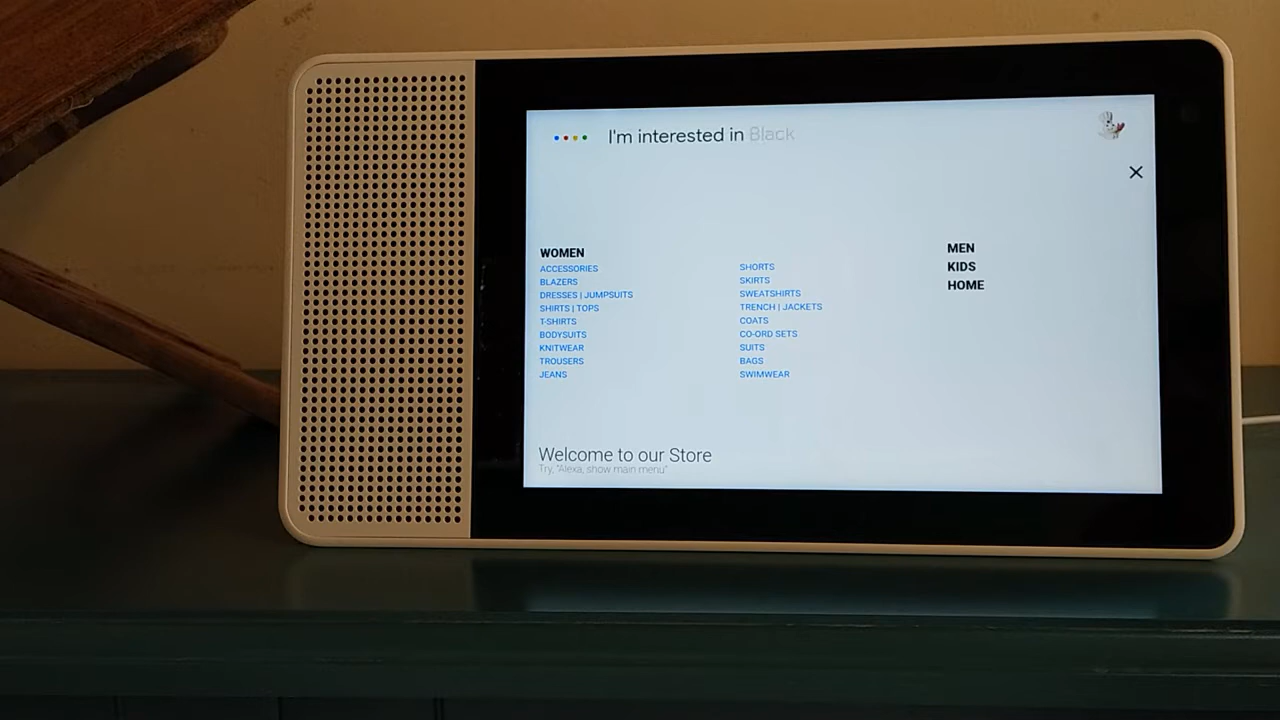 I'm interested in Black
WOMEN
ACCESSORIES
BLAZERS
DRESSES | JUMPSUITS
SHIRTS | TOPS
T-SHIRTS
BODYSUITS
KNITWEAR
TROUSERS
JEANS
SHORTS
SKIRTS
SWEATSHIRTS
TRENCH | JACKETS
COATS
CO-ORD SETS
SUITS
BAGS
SWIMWEAR
MEN
KIDS
HOME
Welcome to our Store
Try, "Alexa, show main menu"